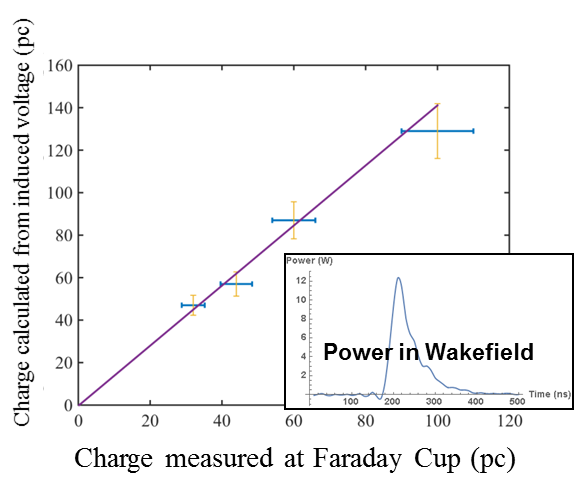 Charge calculated from induced voltage (pc)
160
140
120
100
80
60
40
20
0
0 20 40 60 80 100 120
Charge measured at Faraday Cup (pc)
Power (W)
12
10
8
6
4
2
100 200 300 400 500
Time (ns)
Power in Wakefield